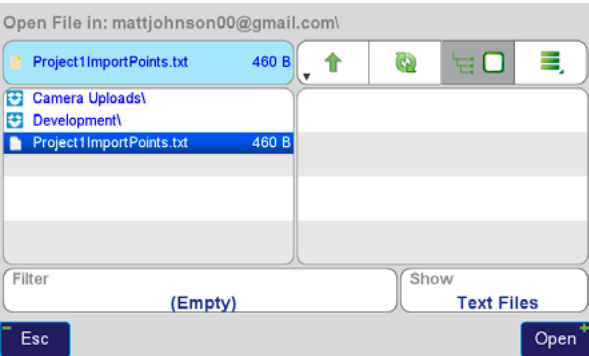 Open File in: mattjohnson00@gmail.com\
Project1ImportPoints.txt 460 B
Camera Uploads\
Development\
Project1ImportPoints.txt 460 B
Filter Show
(Empty) Text Files
Esc Open